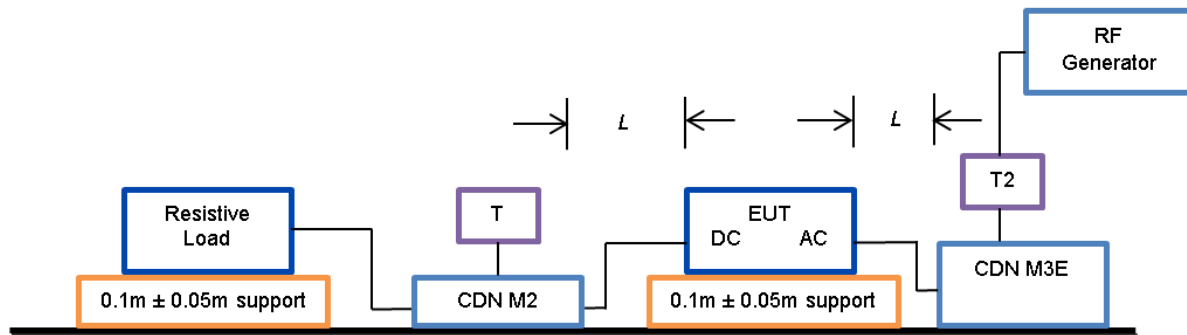 RF
Generator
L
L
T2
Resistive
Load
T
EUT
DC AC
CDN M3E
0.1m ± 0.05m support
CDN M2
0.1m ± 0.05m support